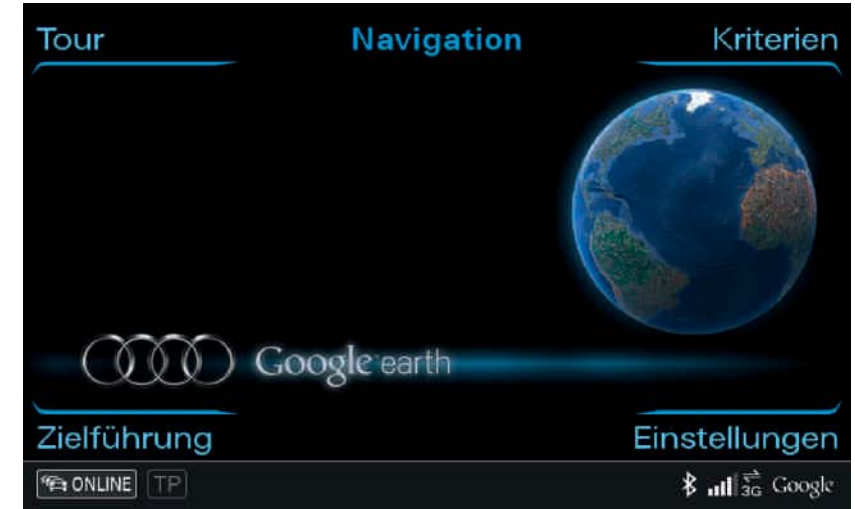 Tour Navigation Kriterien
Google earth
Zielführung Einstellungen
ONLINE TP 3G Google